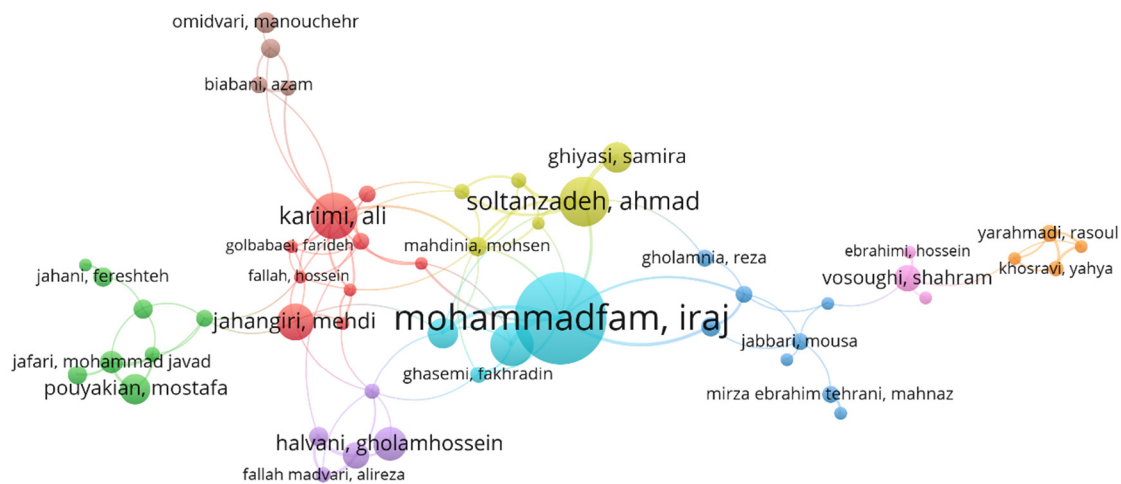 omidvari, manouchehr
biabani, azam
ghiyasi, samira
soltanzadeh, ahmad
karimi, ali
golbabaei, farideh
mahdinia, mohsen
gholamnia, reza
ebrahimi, hossein
yarahmadi, rasoul
vosoughi, shahram
khosravi, yahya
jahani, fereshteh
fallah, hossein
jahangiri, mehdi
mohammadfam, iraj
jabbari, mousa
jafari, mohammad javad
pouyakian, mostafa
ghasemi, fakhradin
mirza ebrahim tehrani, mahnaz
halvani, gholamhossein
fallah madvari, alireza